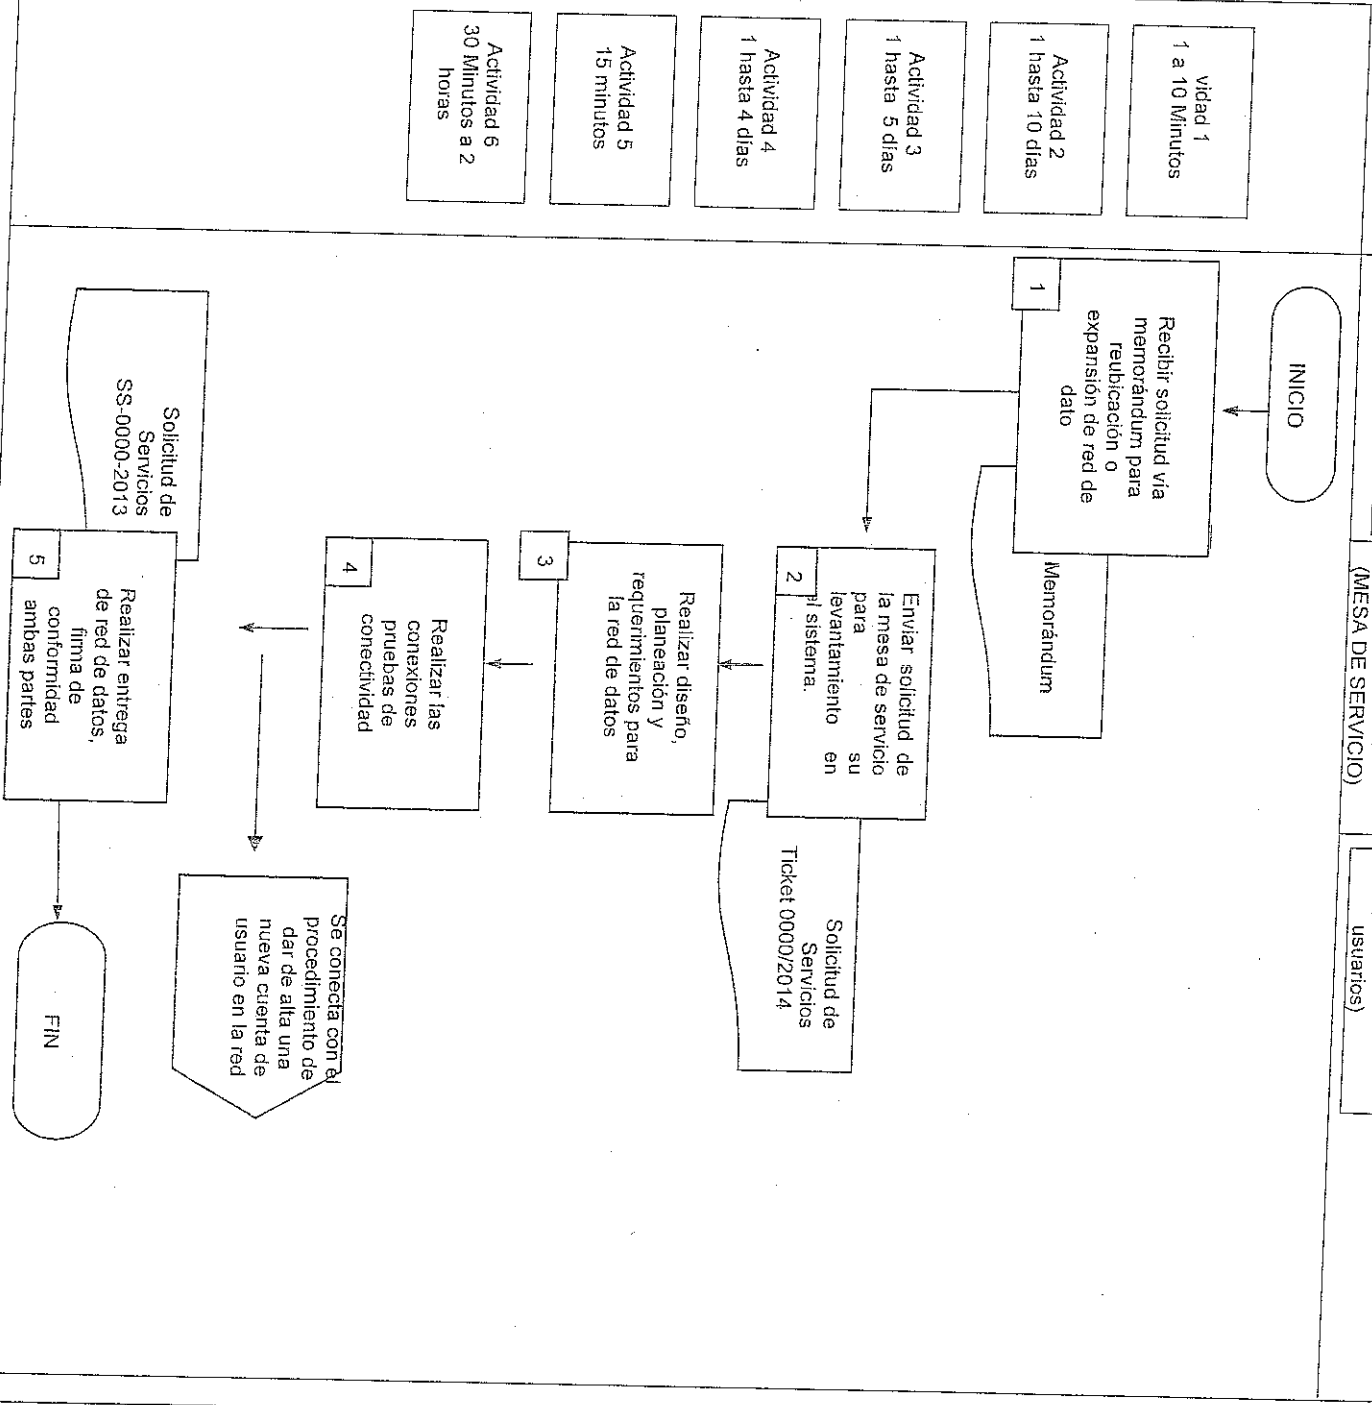 (MESA DE SERVICIO)
usuarios)
vidad 1
1 a 10 Minutos
Actividad 2
1 hasta 10 días
Actividad 3
1 hasta 5 días
Actividad 4
1 hasta 4 días
Actividad 5
15 minutos
Actividad 6
30 Minutos a 2
horas
INICIO
Recibir solicitud vía
memorándum para
reubicación o
expansión de red de
dato
1
Memorándum
Enviar solicitud de
la mesa de servicio
para su
levantamiento en
el sistema.
2
Solicitud de
Servicios
Ticket 0000/2014
Realizar diseño,
planeación y
requerimientos para
la red de datos
3
Realizar las
conexiones
pruebas de
conectividad
4
Se conecta con el
procedimiento de
dar de alta una
nueva cuenta de
usuario en la red
Solicitud de
Servicios
SS-0000-2013
Realizar entrega
de red de datos,
firma de
conformidad
ambas partes
5
FIN